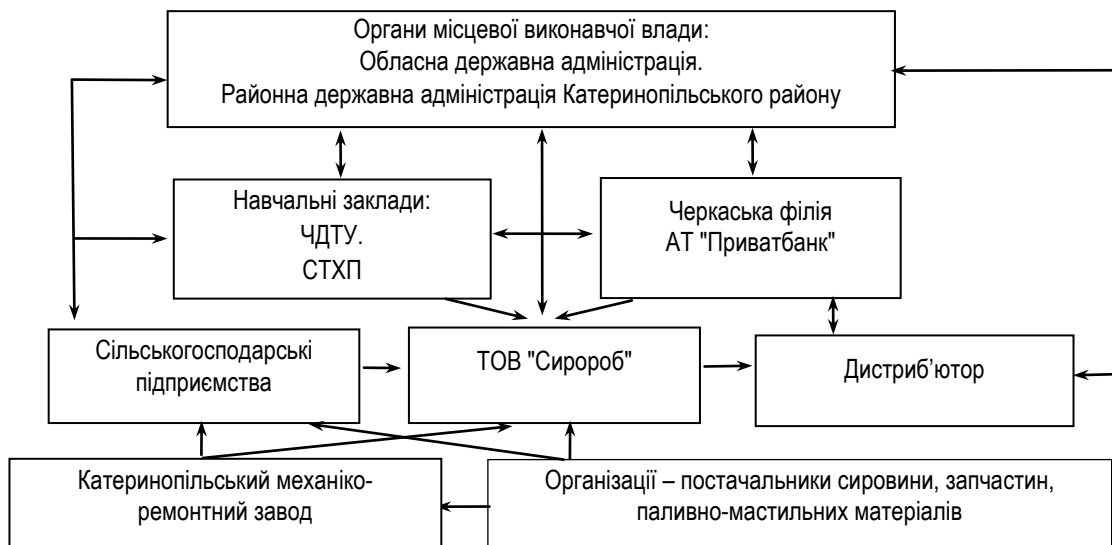 Органи місцевої виконавчої влади:
Обласна державна адміністрація.
Районна державна адміністрація Катеринопільського району
Навчальні заклади:
ЧДТУ.
СТХП
Черкаська філія
АТ "Приватбанк"
Сільськогосподарські
підприємства
ТОВ "Сиророб"
Дистриб’ютор
Катеринопільський механіко-
ремонтний завод
Організації – постачальники сировини, запчастин,
паливно-мастильних матеріалів